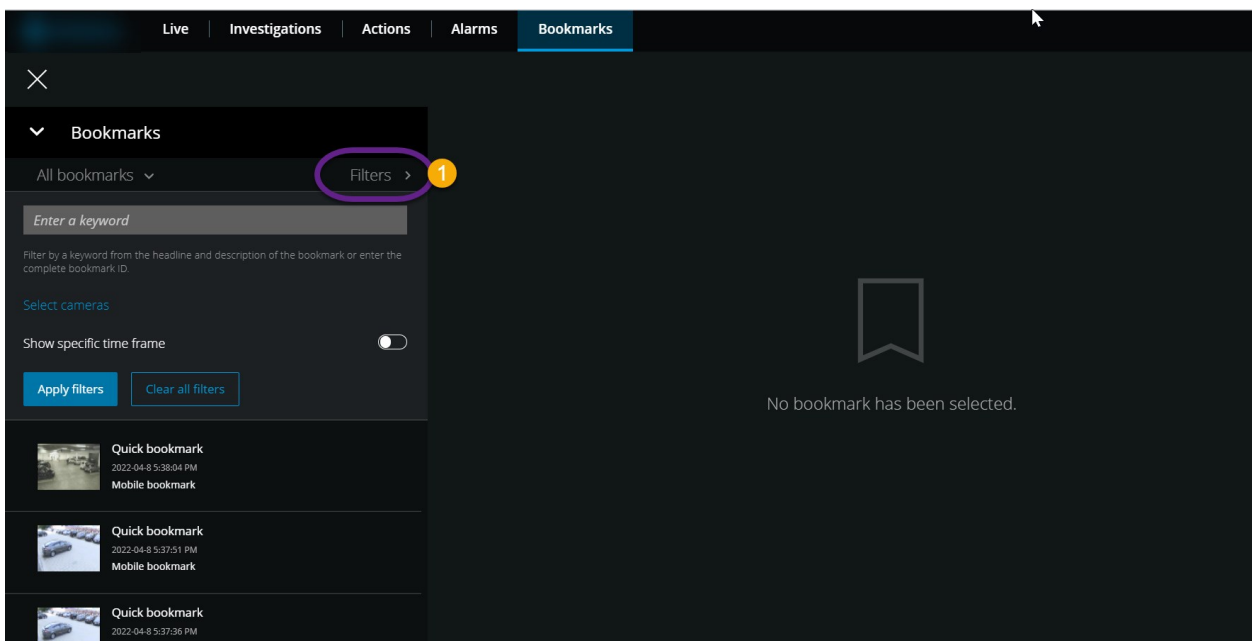 Live
Investigations
Actions
Alarms
Bookmarks
Bookmarks
All bookmarks
Filters
1
Enter a keyword
Filter by a keyword from the headline and description of the bookmark or enter the
complete bookmark ID.
Select cameras
Show specific time frame
Apply filters
Clear all filters
No bookmark has been selected.
Quick bookmark
2022-04-8 5:38:04 PM
Mobile bookmark
Quick bookmark
2022-04-8 5:37:51 PM
Mobile bookmark
Quick bookmark
2022-04-8 5:37:36 PM